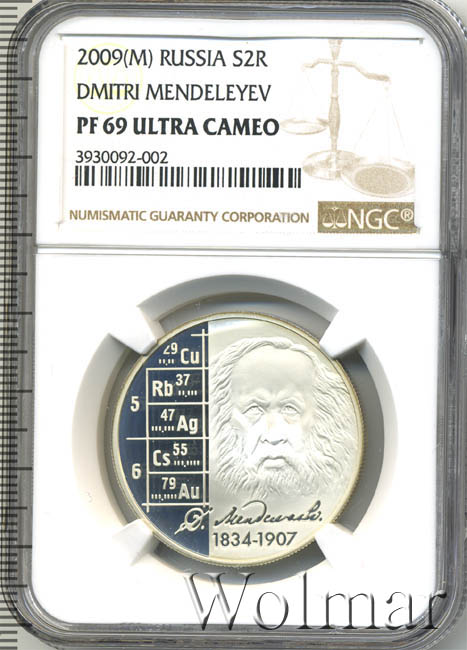 2009(M) RUSSIA S2R
DMITRI MENDELEYEV
PF 69 ULTRA CAMEO
3930092-002
NUMISMATIC GUARANTY CORPORATION
NGC®
29 Cu
5
Rb 37
47 Ag
6
Cs 55
79 Au
1834-1907
Wolmar